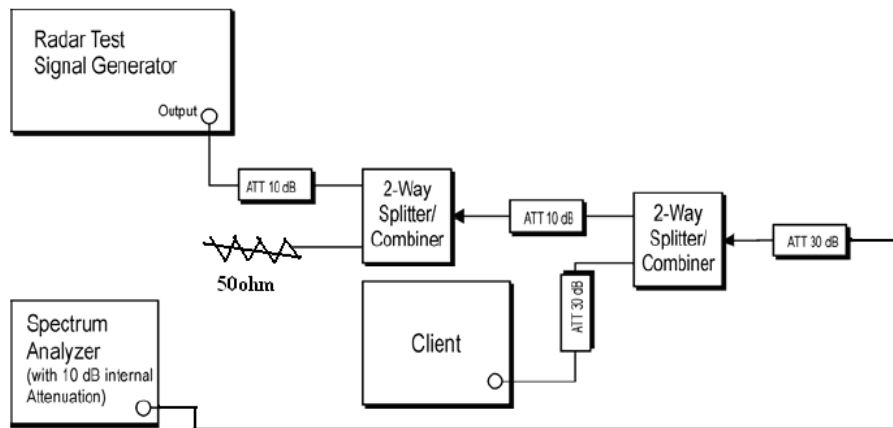 Radar Test
Signal Generator
Output
ATT 10 dB
2-Way
Splitter/
Combiner
ATT 10 dB
2-Way
Splitter/
Combiner
ATT 30 dB
50ohm
ATT 30 dB
Client
Spectrum
Analyzer
(with 10 dB internal
Attenuation)